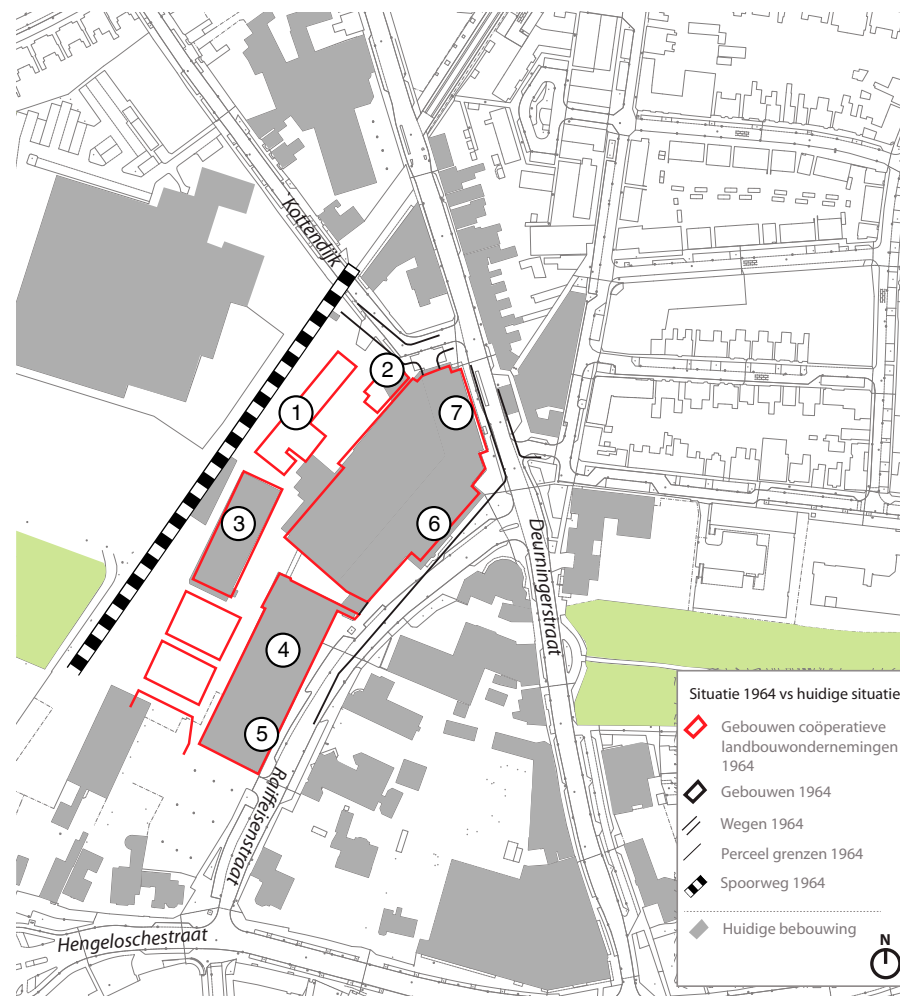 Kottendijk
2
1
7
3
6
Deurningerstraat
4
5
Raiffeisenstraat
Hengeloschestraat
Situatie 1964 vs huidige situatie
Gebouwen coöperatieve
landbouwondernemingen
1964
Gebouwen 1964
Wegen 1964
Perceel grenzen 1964
Spoorweg 1964
Huidige bebouwing
N